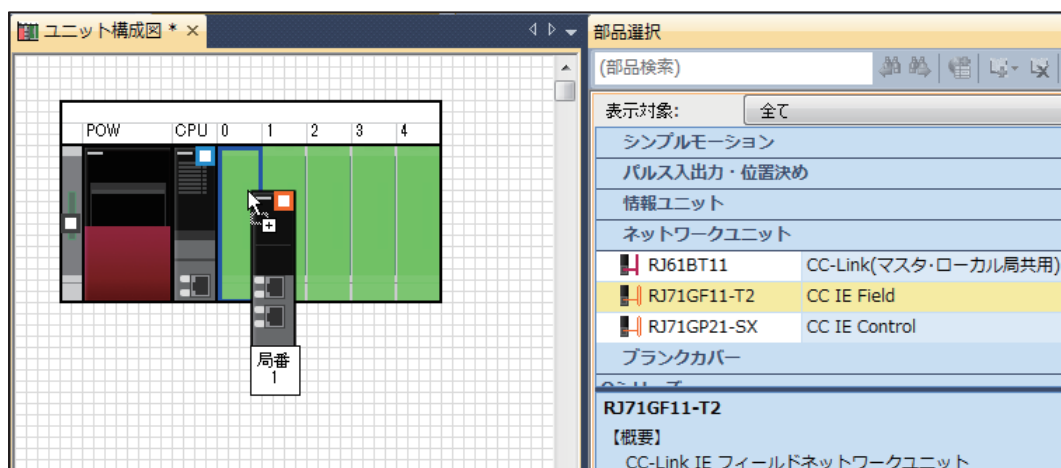 ユニット構成図 *
部品選択
(部品検索)
表示対象: 全て
POW CPU 0 1 2 3 4
シンプルモーション
パルス入出力・位置決め
情報ユニット
ネットワークユニット
RJ61BT11 CC-Link(マスタ・ローカル局共用)
RJ71GF11-T2 CC IE Field
RJ71GP21-SX CC IE Control
ブランクカバー
局番
1
RJ71GF11-T2
【概要】
CC-Link IE フィールドネットワークユニット